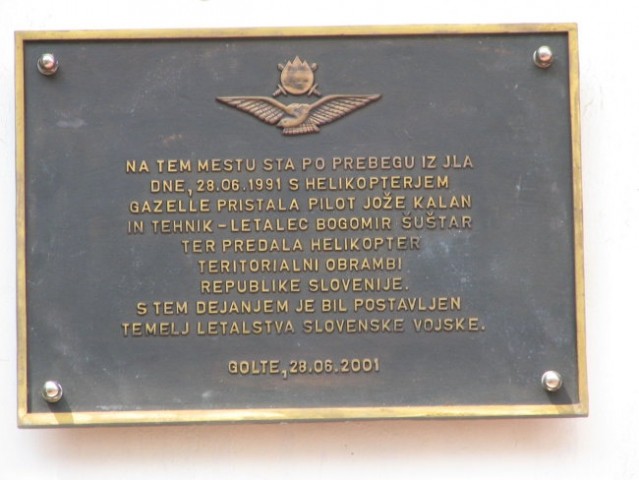 NA TEM MESTU STA PO PREBEGU IZ JLA
DNE, 28.06.1991 S HELIKOPTERJEM
GAZELLE PRISTALA PILOT JOŽE KALAN
IN TEHNIK-LETALEC BOGOMIR ŠUŠTAR
TER PREDALA HELIKOPTER
TERITORIALNI OBRAMBI
REPUBLIKE SLOVENIJE.
S TEM DEJANJEM JE BIL POSTAVLJEN
TEMELJ LETALSTVA SLOVENSKE VOJSKE.
GOLTE, 28.06.2001